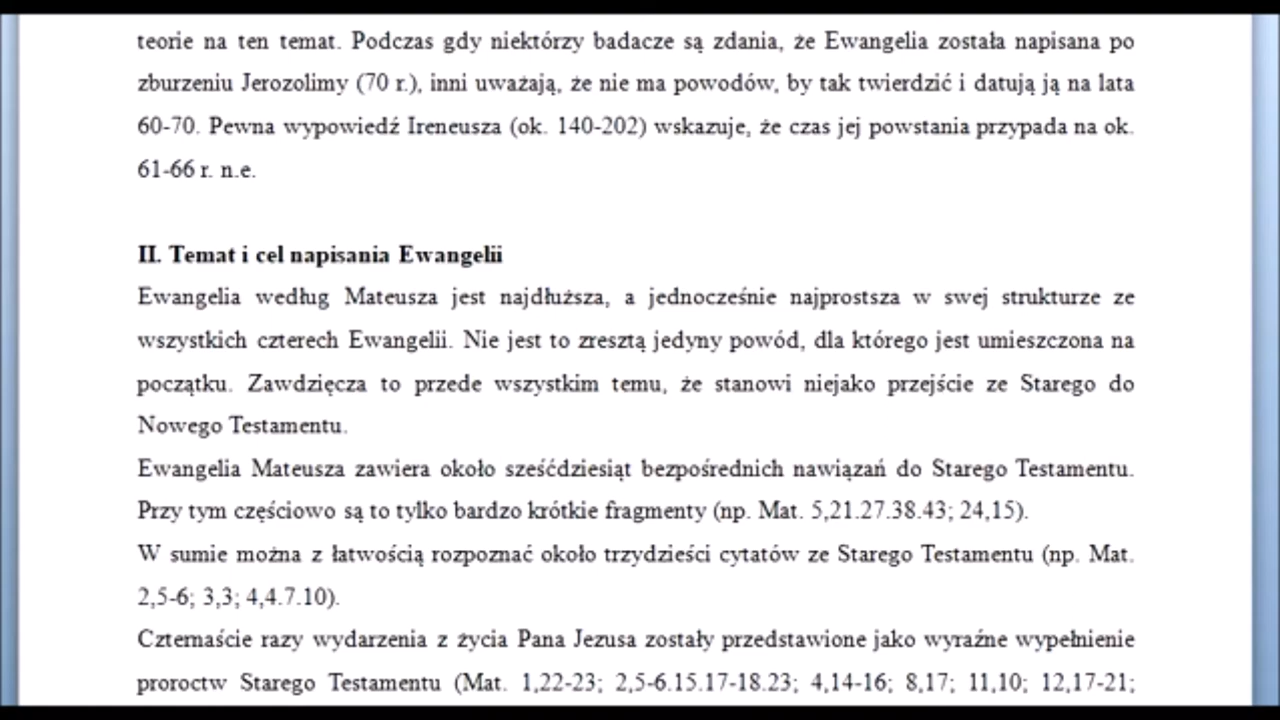 teorie na ten temat. Podczas gdy niektórzy badacze są zdania, że Ewangelia została napisana po
zburzeniu Jerozolimy (70 r.), inni uważają, że nie ma powodów, by tak twierdzić i datują ją na lata
60-70. Pewna wypowiedź Ireneusza (ok. 140-202) wskazuje, że czas jej powstania przypada na ok.
61-66 r. n.e.
II. Temat i cel napisania Ewangelii
Ewangelia według Mateusza jest najdłuższa, a jednocześnie najprostsza w swej strukturze ze
wszystkich czterech Ewangelii. Nie jest to zresztą jedyny powód, dla którego jest umieszczona na
początku. Zawdzięcza to przede wszystkim temu, że stanowi niejako przejście ze Starego do
Nowego Testamentu.
Ewangelia Mateusza zawiera około sześćdziesiąt bezpośrednich nawiązań do Starego Testamentu.
Przy tym częściowo są to tylko bardzo krótkie fragmenty (np. Mat. 5,21.27.38.43; 24,15).
W sumie można z łatwością rozpoznać około trzydzieści cytatów ze Starego Testamentu (np. Mat.
2,5-6; 3,3; 4,4.7.10).
Czternaście razy wydarzenia z życia Pana Jezusa zostały przedstawione jako wyraźne wypełnienie
proroctw Starego Testamentu (Mat. 1,22-23; 2,5-6.15.17-18.23; 4,14-16; 8,17; 11,10; 12,17-21;